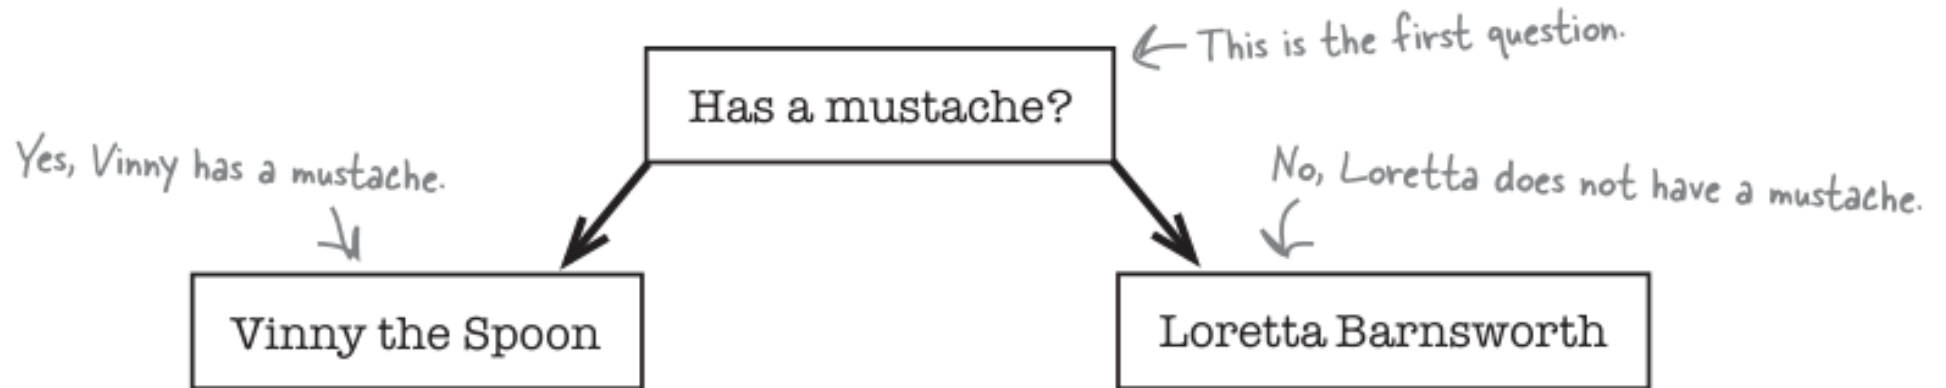 This is the first question.
Has a mustache?
Yes, Vinny has a mustache.
No, Loretta does not have a mustache.
Vinny the Spoon
Loretta Barnsworth